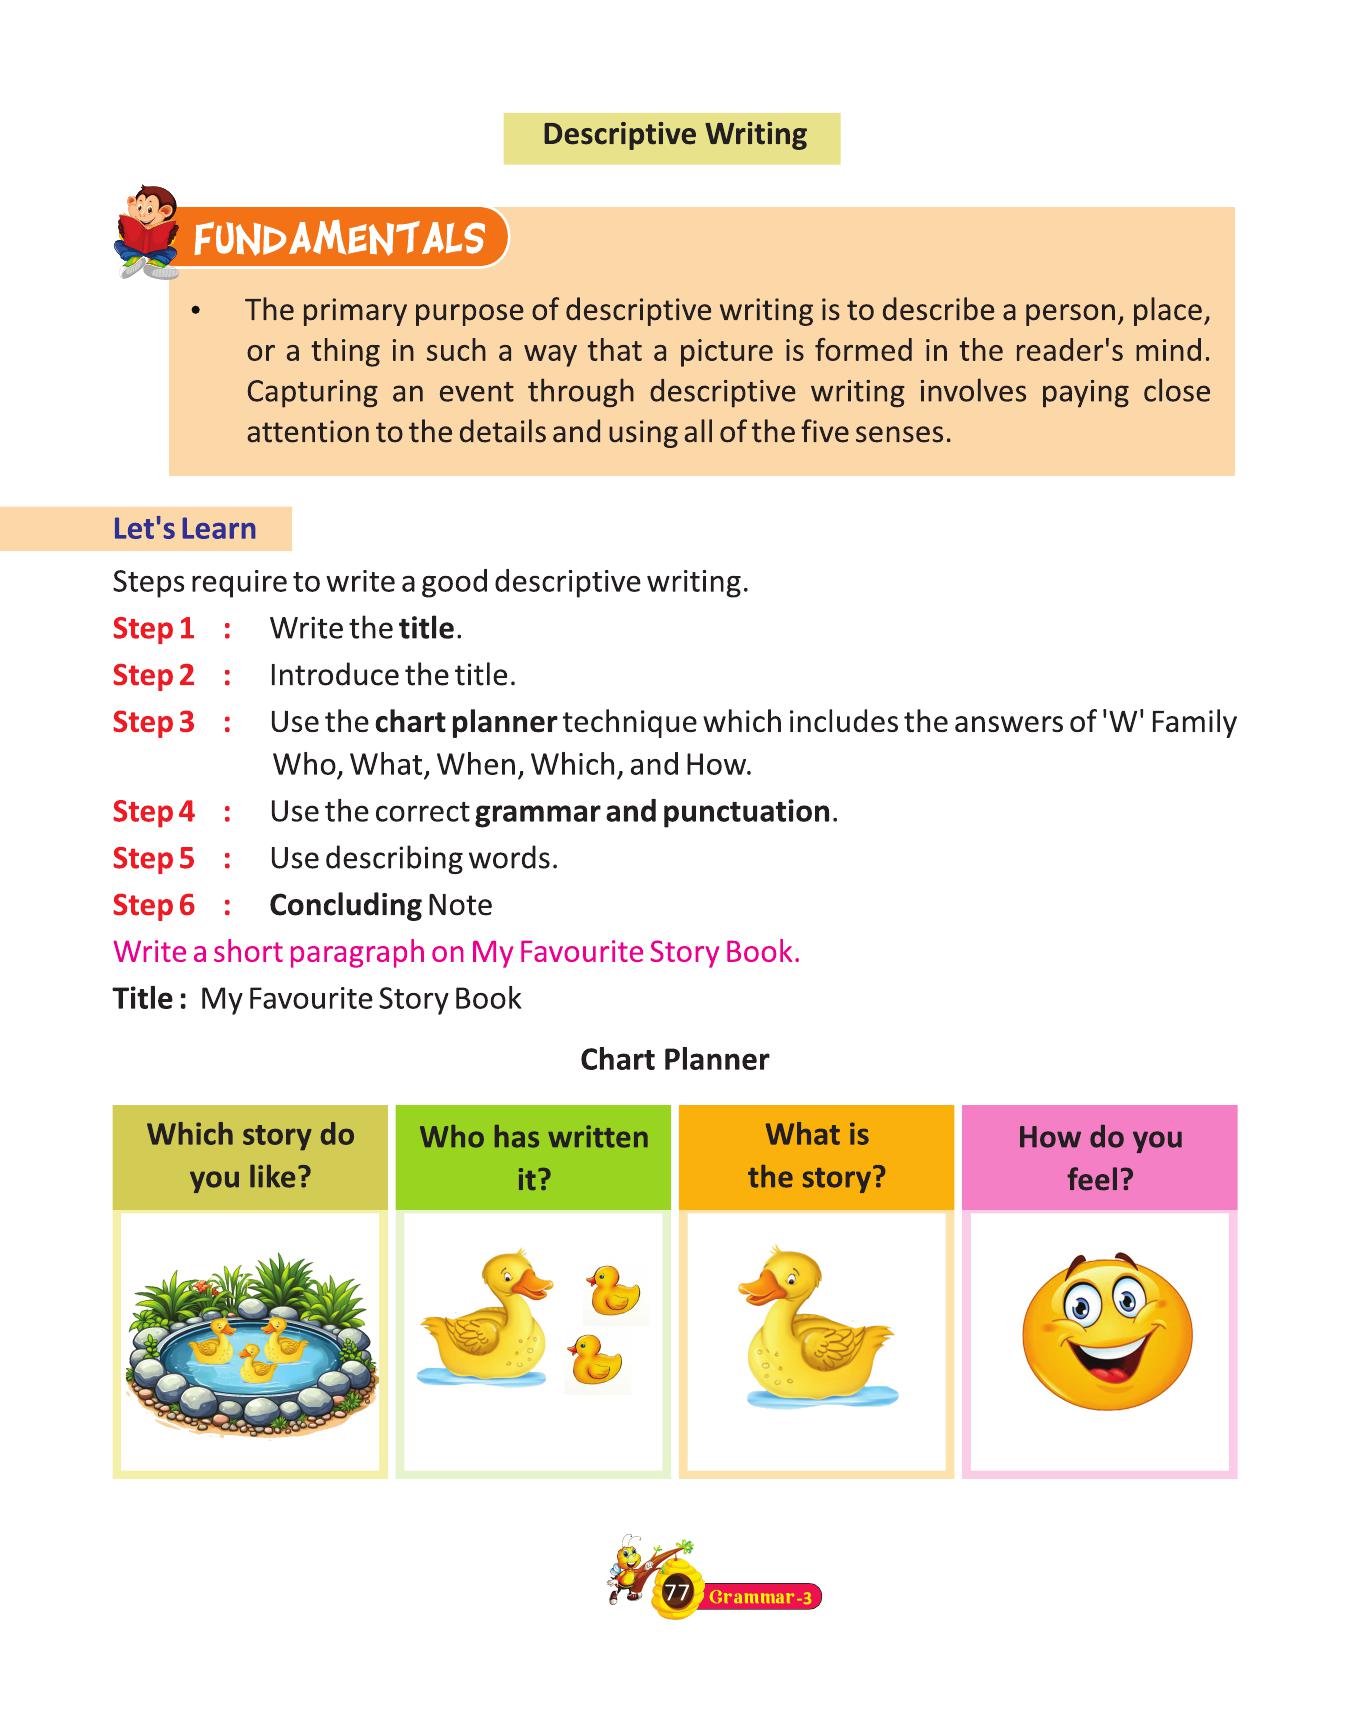 Descriptive Writing
FUNDAMENTALS
• The primary purpose of descriptive writing is to describe a person, place,
or a thing in such a way that a picture is formed in the reader's mind.
Capturing an event through descriptive writing involves paying close
attention to the details and using all of the five senses.
Let's Learn
Steps require to write a good descriptive writing.
Step 1 : Write the title.
Step 2 : Introduce the title.
Step 3 : Use the chart planner technique which includes the answers of 'W' Family
Who, What, When, Which, and How.
Step 4 : Use the correct grammar and punctuation.
Step 5 : Use describing words.
Step 6 : Concluding Note
Write a short paragraph on My Favourite Story Book.
Title : My Favourite Story Book
Chart Planner
Which story do
you like?
Who has written
it?
What is
the story?
How do you
feel?
77 Grammar-3